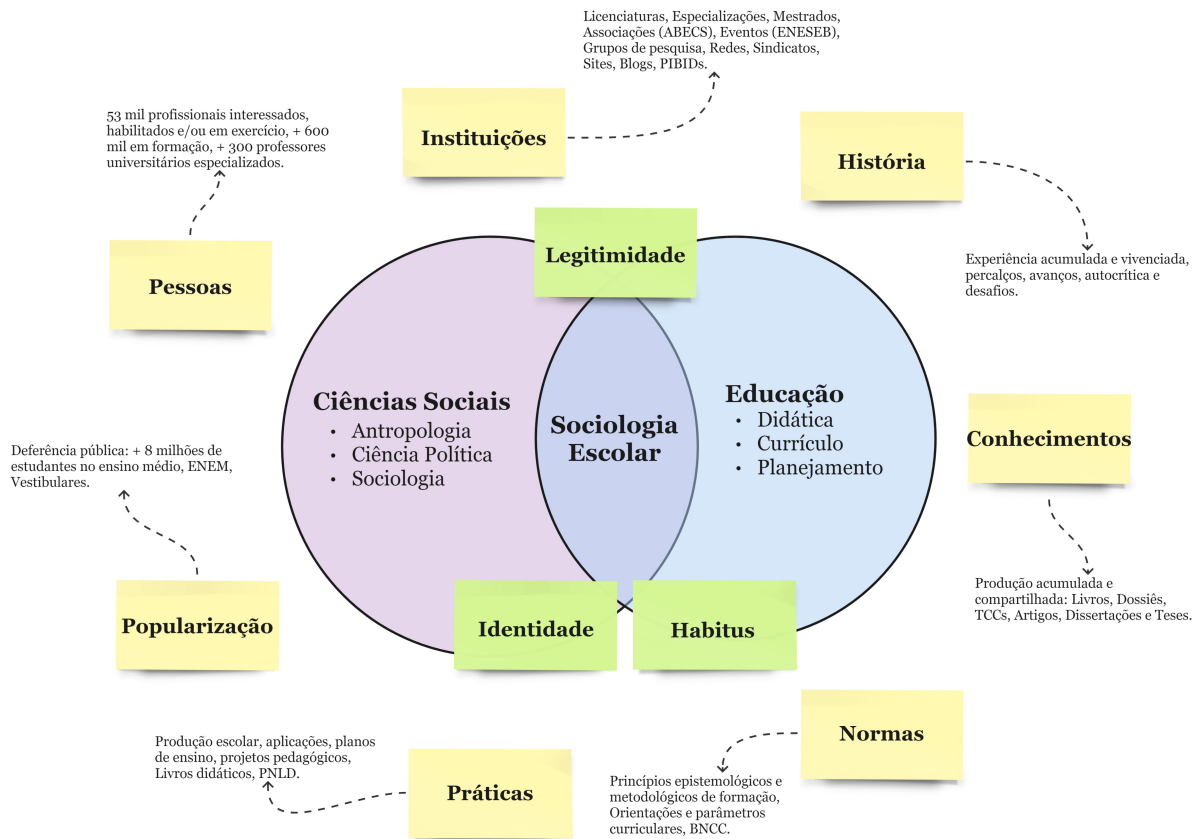 Licenciaturas, Especializações, Mestrados,
Associações (ABECS), Eventos (ENESEB),
Grupos de pesquisa, Redes, Sindicatos,
Sites, Blogs, PIBIDs.
53 mil profissionais interessados,
habilitados e/ou em exercício, + 600
mil em formação, + 300 professores
universitários especializados.
Instituições
História
Legitimidade
Pessoas
Experiência acumulada e vivenciada,
percalços, avanços, autocrítica e
desafios.
Ciências Sociais
• Antropologia
• Ciência Política
• Sociologia
Sociologia
Escolar
Educação
• Didática
• Currículo
• Planejamento
Conhecimentos
Deferência pública: + 8 milhões de
estudantes no ensino médio, ENEM,
Vestibulares.
Produção acumulada e
compartilhada: Livros, Dossiês,
TCCs, Artigos, Dissertações e Teses.
Popularização
Identidade
Habitus
Normas
Produção escolar, aplicações, planos
de ensino, projetos pedagógicos,
Livros didáticos, PNLD.
Práticas
Princípios epistemológicos e
metodológicos de formação,
Orientações e parâmetros
curriculares, BNCC.